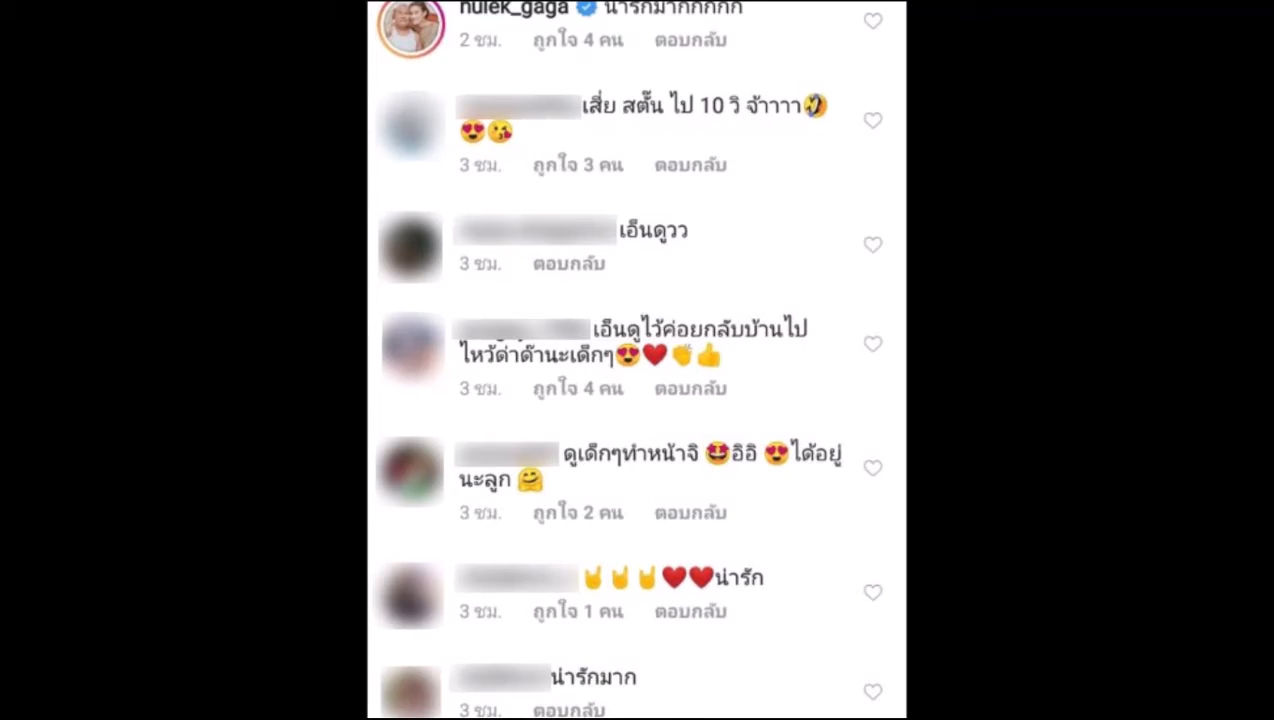 nulek_gaga น่ารักมากกกกก
2 ชม. ถูกใจ 4 คน ตอบกลับ
เสี่ย สตั๊น ไป 10 วิ จ้าาาา🤣
😍😘
3 ชม. ถูกใจ 3 คน ตอบกลับ
เอ็นดูวว
3 ชม. ตอบกลับ
เอ็นดูไว้ค่อยกลับบ้านไป
ไหว้ด่าด๊านะเด็กๆ😍❤️👏👍
3 ชม. ถูกใจ 4 คน ตอบกลับ
ดูเด็กๆทำหน้าจิ 🤩อิอิ 😍ได้อยู่
นะลูก 🤗
3 ชม. ถูกใจ 2 คน ตอบกลับ
🤘🤘🤘❤️❤️น่ารัก
3 ชม. ถูกใจ 1 คน ตอบกลับ
น่ารักมาก
3 ชม. ตอบกลับ